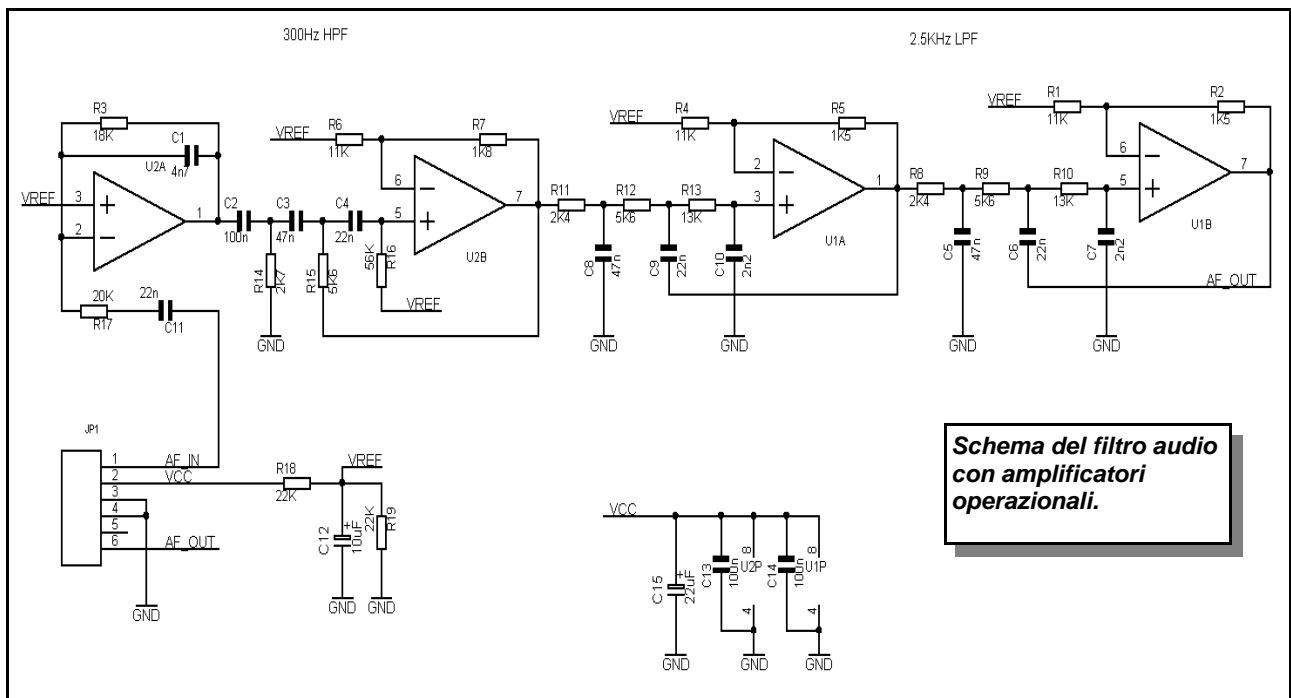 300Hz HPF
2.5KHz LPF
R3
18K
C1
4n7
U2A
VREF
3
2
1
C2
100n
C3
47n
C4
22n
R14
2K7
R15
5K6
56K
R16
VREF
GND
VREF
R6
11K
R7
1K8
6
5
7
U2B
R11
2K4
R12
5K6
R13
13K
C8
47n
C9
22n
C10
2n2
GND
GND
VREF
R4
11K
R5
1K5
2
3
1
U1A
R8
2K4
R9
5K6
R10
13K
C5
47n
C6
22n
C7
2n2
GND
GND
VREF
R1
11K
R2
1K5
6
5
7
U1B
AF_OUT
20K
R17
22n
C11
JP1
1 AF_IN
2 VCC
3
4
5
6 AF_OUT
GND
R18
22K
VREF
C12
10uF
22K
R19
GND
GND
VCC
C15
22uF
C13
100n
8
U2P
4
C14
100n
8
U1P
4
GND
GND
GND
Schema del filtro audio
con amplificatori
operazionali.